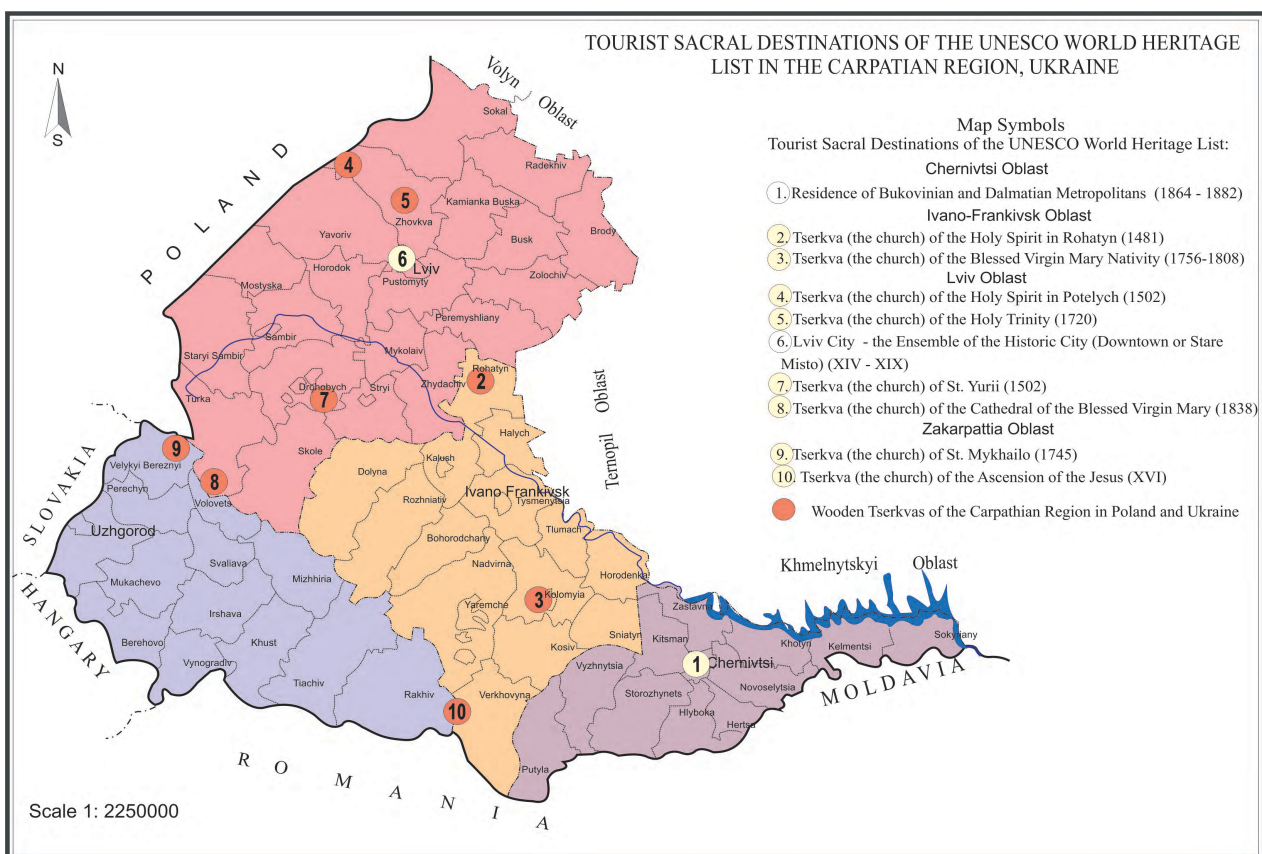 TOURIST SACRAL DESTINATIONS OF THE UNESCO WORLD HERITAGE
LIST IN THE CARPATIAN REGION, UKRAINE
N
S
Map Symbols
Tourist Sacral Destinations of the UNESCO World Heritage List:
Chernivtsi Oblast
1. Residence of Bukovinian and Dalmatian Metropolitans (1864 - 1882)
Ivano-Frankivsk Oblast
2. Tserkva (the church) of the Holy Spirit in Rohatyn (1481)
3. Tserkva (the church) of the Blessed Virgin Mary Nativity (1756-1808)
Lviv Oblast
4. Tserkva (the church) of the Holy Spirit in Potelych (1502)
5. Tserkva (the church) of the Holy Trinity (1720)
6. Lviv City - the Ensemble of the Historic City (Downtown or Stare
Misto) (XIV - XIX)
7. Tserkva (the church) of St. Yurii (1502)
8. Tserkva (the church) of the Cathedral of the Blessed Virgin Mary (1838)
Zakarpattia Oblast
9. Tserkva (the church) of St. Mykhailo (1745)
10. Tserkva (the church) of the Ascension of the Jesus (XVI)
Wooden Tserkvas of the Carpathian Region in Poland and Ukraine
Volyn Oblast
POLAND
Sokal
Radekhiv
4
5
Zhovkva
Kamianka Buska
Yavoriv
Busk
Brody
6
Lviv
Horodok
Pustomyty
Zolochiv
Mostyska
Peremyshliany
Sambir
Staryi Sambir
Mykolaiv
Rohatyn
2
Drohobych
Stryi
Zhydachiv
7
Turka
Ternopil Oblast
Halych
9
Skole
Kalush
Velykyi Bereznyi
Dolyna
8
SLOVAKIA
Perechyn
Volovets
Rozhniativ
Ivano Frankivsk
Tysmenytsia
Uzhgorod
Bohorodchany
Tlumach
Svaliava
Nadvirna
Khmelnytskyi Oblast
Mukachevo
Mizhhiria
Horodenka
HANGARY
Irshava
Yaremche
3
Kolomyia
Zastavna
Berehovo
Khust
Sniatyn
Kitsman
Khotyn
Kelmentsi
Sokyriany
Vynogradiv
Kosiv
Vyzhnytsia
1
Chernivtsi
Tiachiv
Rakhiv
Verkhovyna
Storozhynets
Novoselytsia
MOLDAVIA
10
Hlyboka
Hertsa
Putyla
ROMANIA
Scale 1: 2250000